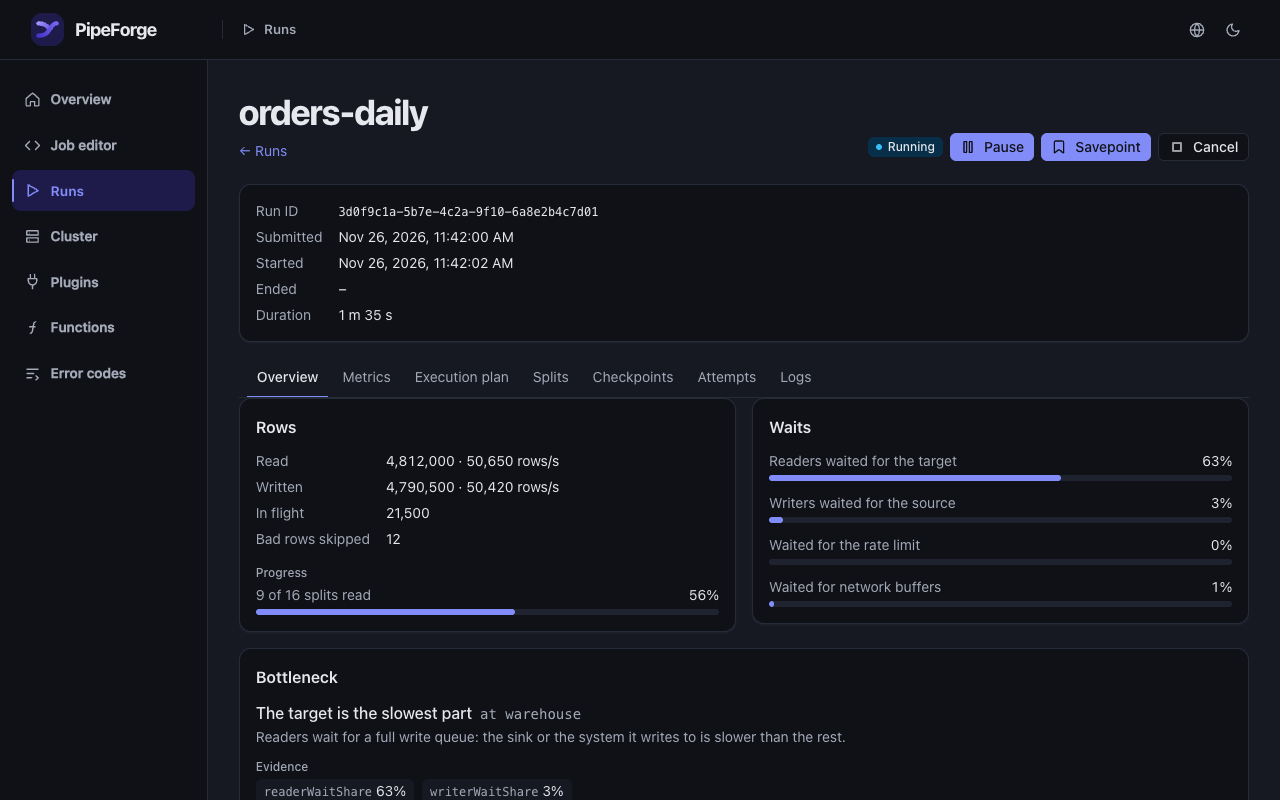 PipeForge
Runs
Overview
Job editor
Runs
Cluster
Plugins
Functions
Error codes
orders-daily
← Runs
Running
Pause
Savepoint
Cancel
Run ID 3d0f9c1a-5b7e-4c2a-9f10-6a8e2b4c7d01
Submitted Nov 26, 2026, 11:42:00 AM
Started Nov 26, 2026, 11:42:02 AM
Ended –
Duration 1 m 35 s
Overview Metrics Execution plan Splits Checkpoints Attempts Logs
Rows
Read 4,812,000 · 50,650 rows/s
Written 4,790,500 · 50,420 rows/s
In flight 21,500
Bad rows skipped 12
Progress
9 of 16 splits read 56%
Waits
Readers waited for the target 63%
Writers waited for the source 3%
Waited for the rate limit 0%
Waited for network buffers 1%
Bottleneck
The target is the slowest part at warehouse
Readers wait for a full write queue: the sink or the system it writes to is slower than the rest.
Evidence
readerWaitShare 63% writerWaitShare 3%